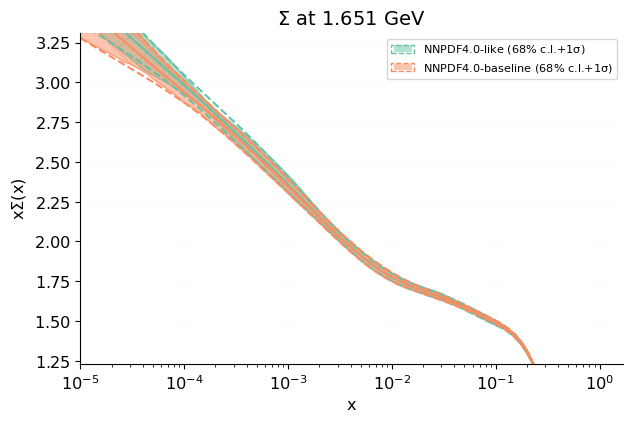 Σ at 1.651 GeV
NNPDF4.0-like (68% c.l.+1σ)
NNPDF4.0-baseline (68% c.l.+1σ)
xΣ(x)
3.25
3.00
2.75
2.50
2.25
2.00
1.75
1.50
1.25
10⁻⁵ 10⁻⁴ 10⁻³ 10⁻² 10⁻¹ 10⁰
x